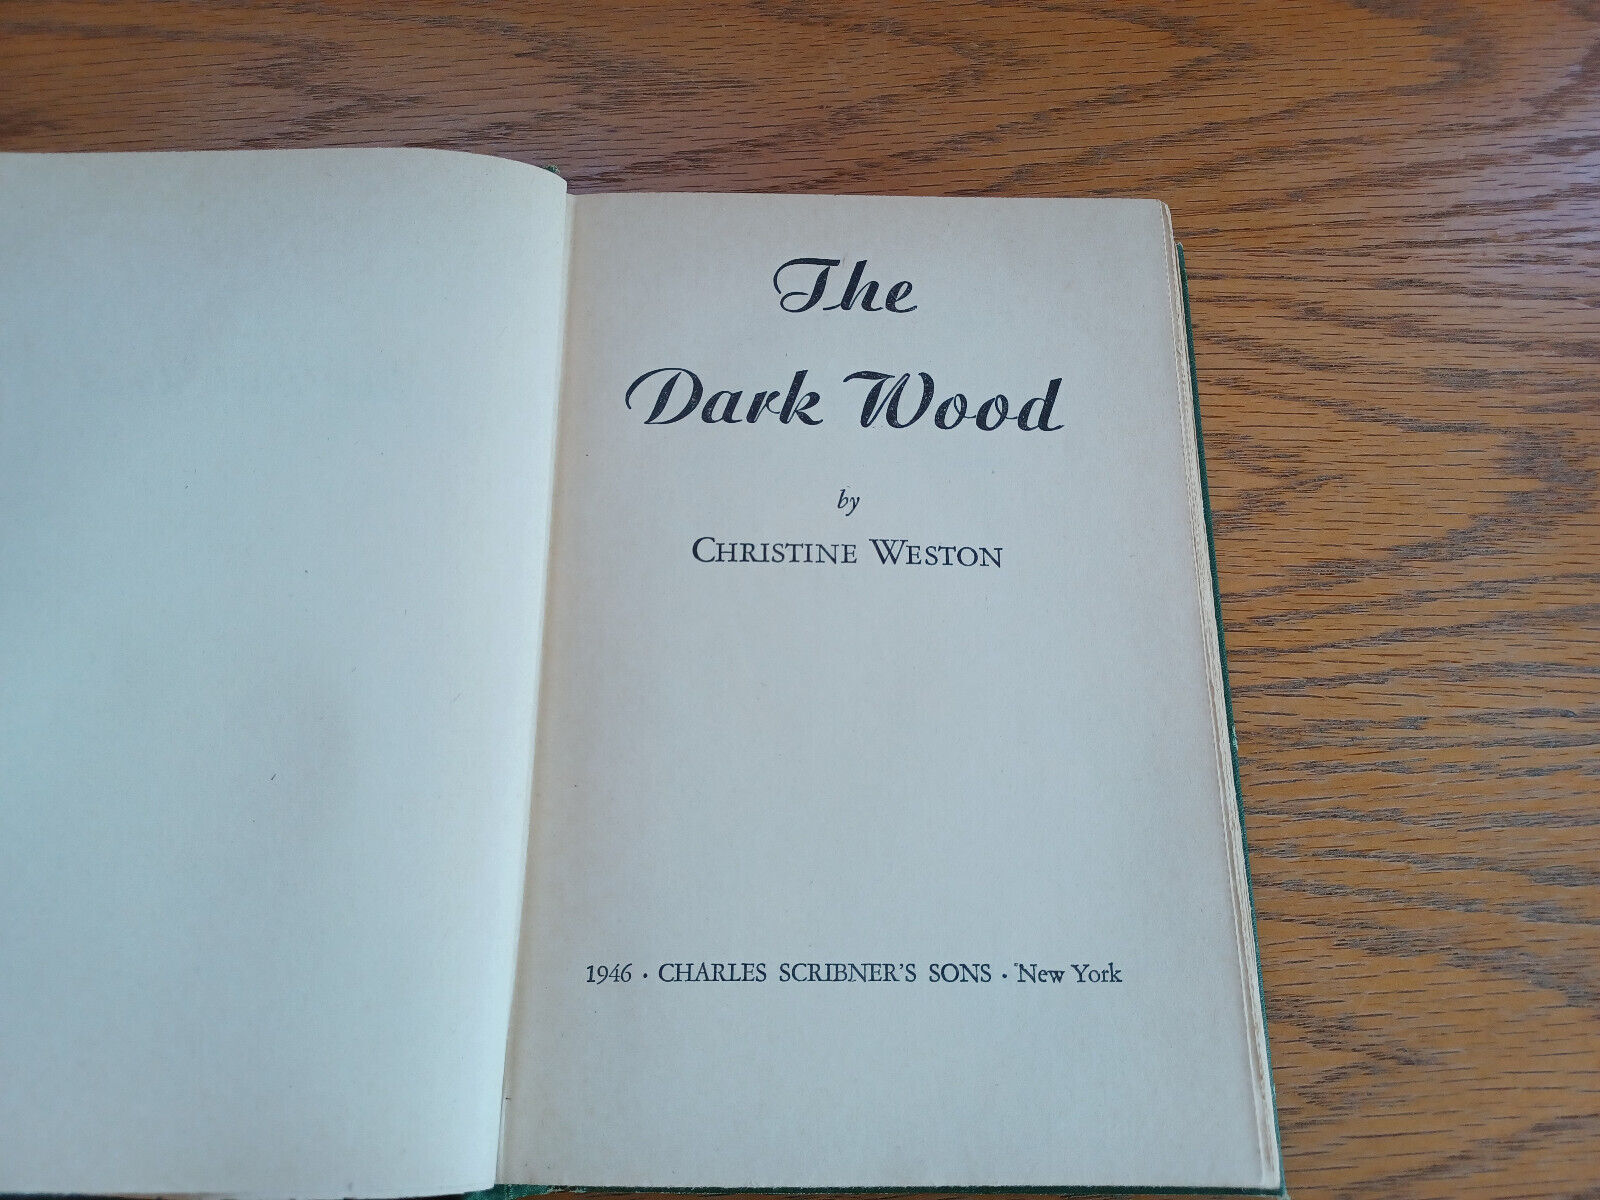 The
Dark Wood
by
CHRISTINE WESTON
1946 · CHARLES SCRIBNER'S SONS · New York